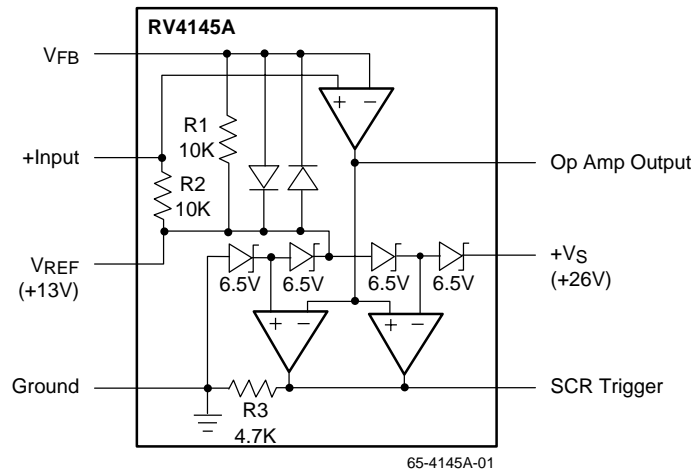 RV4145A
VFB
+ −
R1
10K
+Input
Op Amp Output
R2
10K
VREF
(+13V)
6.5V 6.5V 6.5V 6.5V
+VS
(+26V)
+ − + −
Ground
SCR Trigger
R3
4.7K
65-4145A-01